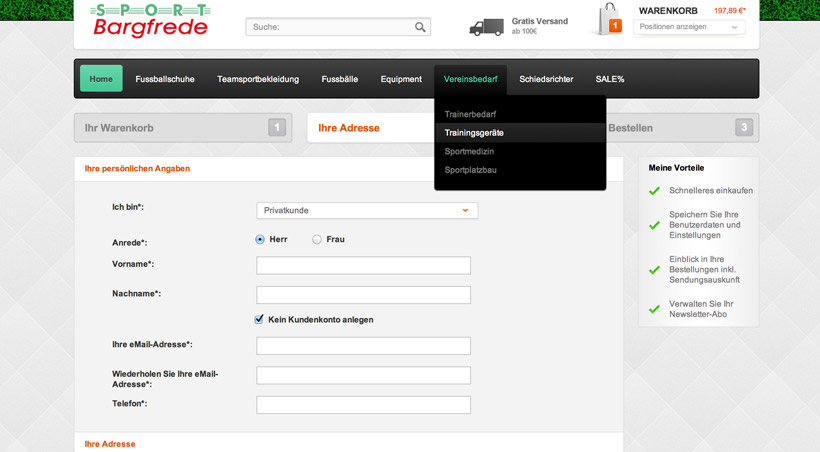 SPORT
Bargfrede
Suche:
Gratis Versand
ab 100€
1
WARENKORB 197,89 €*
Positionen anzeigen
Home Fussballschuhe Teamsportbekleidung Fussbälle Equipment Vereinsbedarf Schiedsrichter SALE%
Trainerbedarf
Trainingsgeräte
Sportmedizin
Sportplatzbau
Ihr Warenkorb 1
Ihre Adresse
Bestellen 3
Ihre persönlichen Angaben
Ich bin*: Privatkunde
Anrede*: Herr Frau
Vorname*:
Nachname*:
Kein Kundenkonto anlegen
Ihre eMail-Adresse*:
Wiederholen Sie Ihre eMail-
Adresse*:
Telefon*:
Ihre Adresse
Meine Vorteile
Schnelleres einkaufen
Speichern Sie Ihre
Benutzerdaten und
Einstellungen
Einblick in Ihre
Bestellungen inkl.
Sendungsauskunft
Verwalten Sie Ihr
Newsletter-Abo